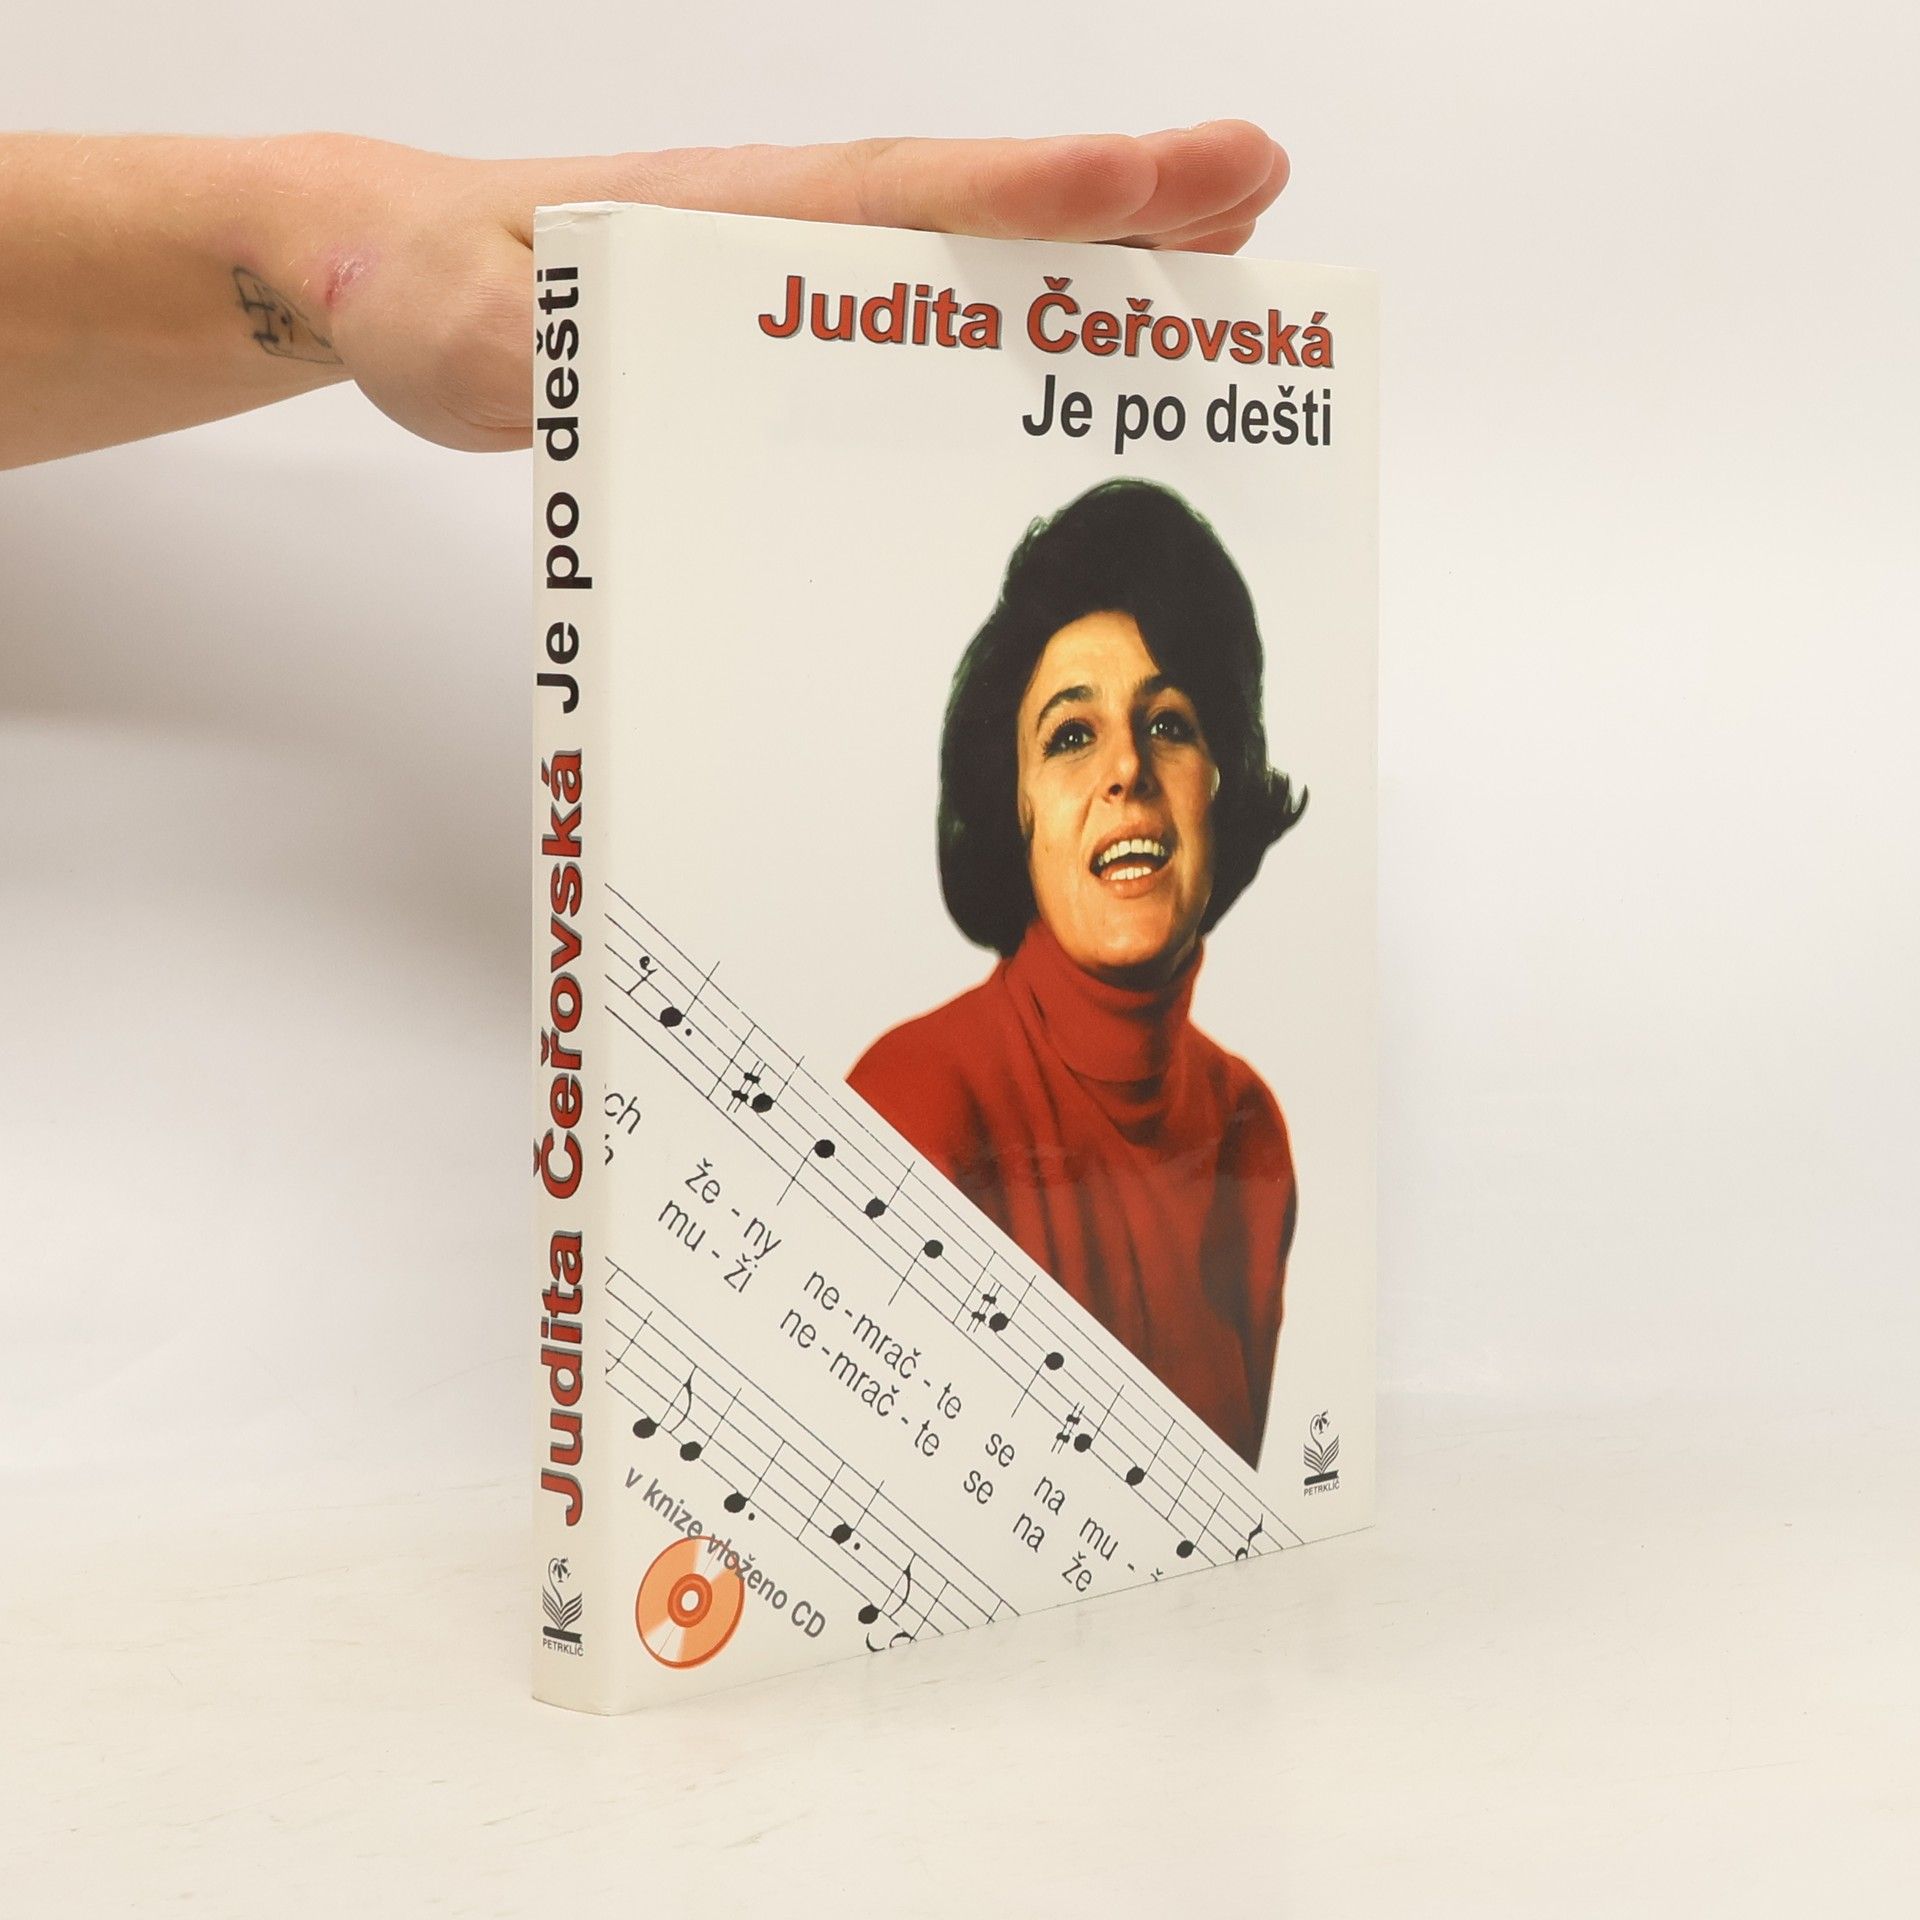 Judita Čeřovská Je po dešti
PETRKLÍČ
Judita Čeřovská
Je po dešti
ch
že - ny ne - mrač - te se na mu -
mu - ži ne - mrač - te se na že
v knize vloženo CD
PETRKLÍČ